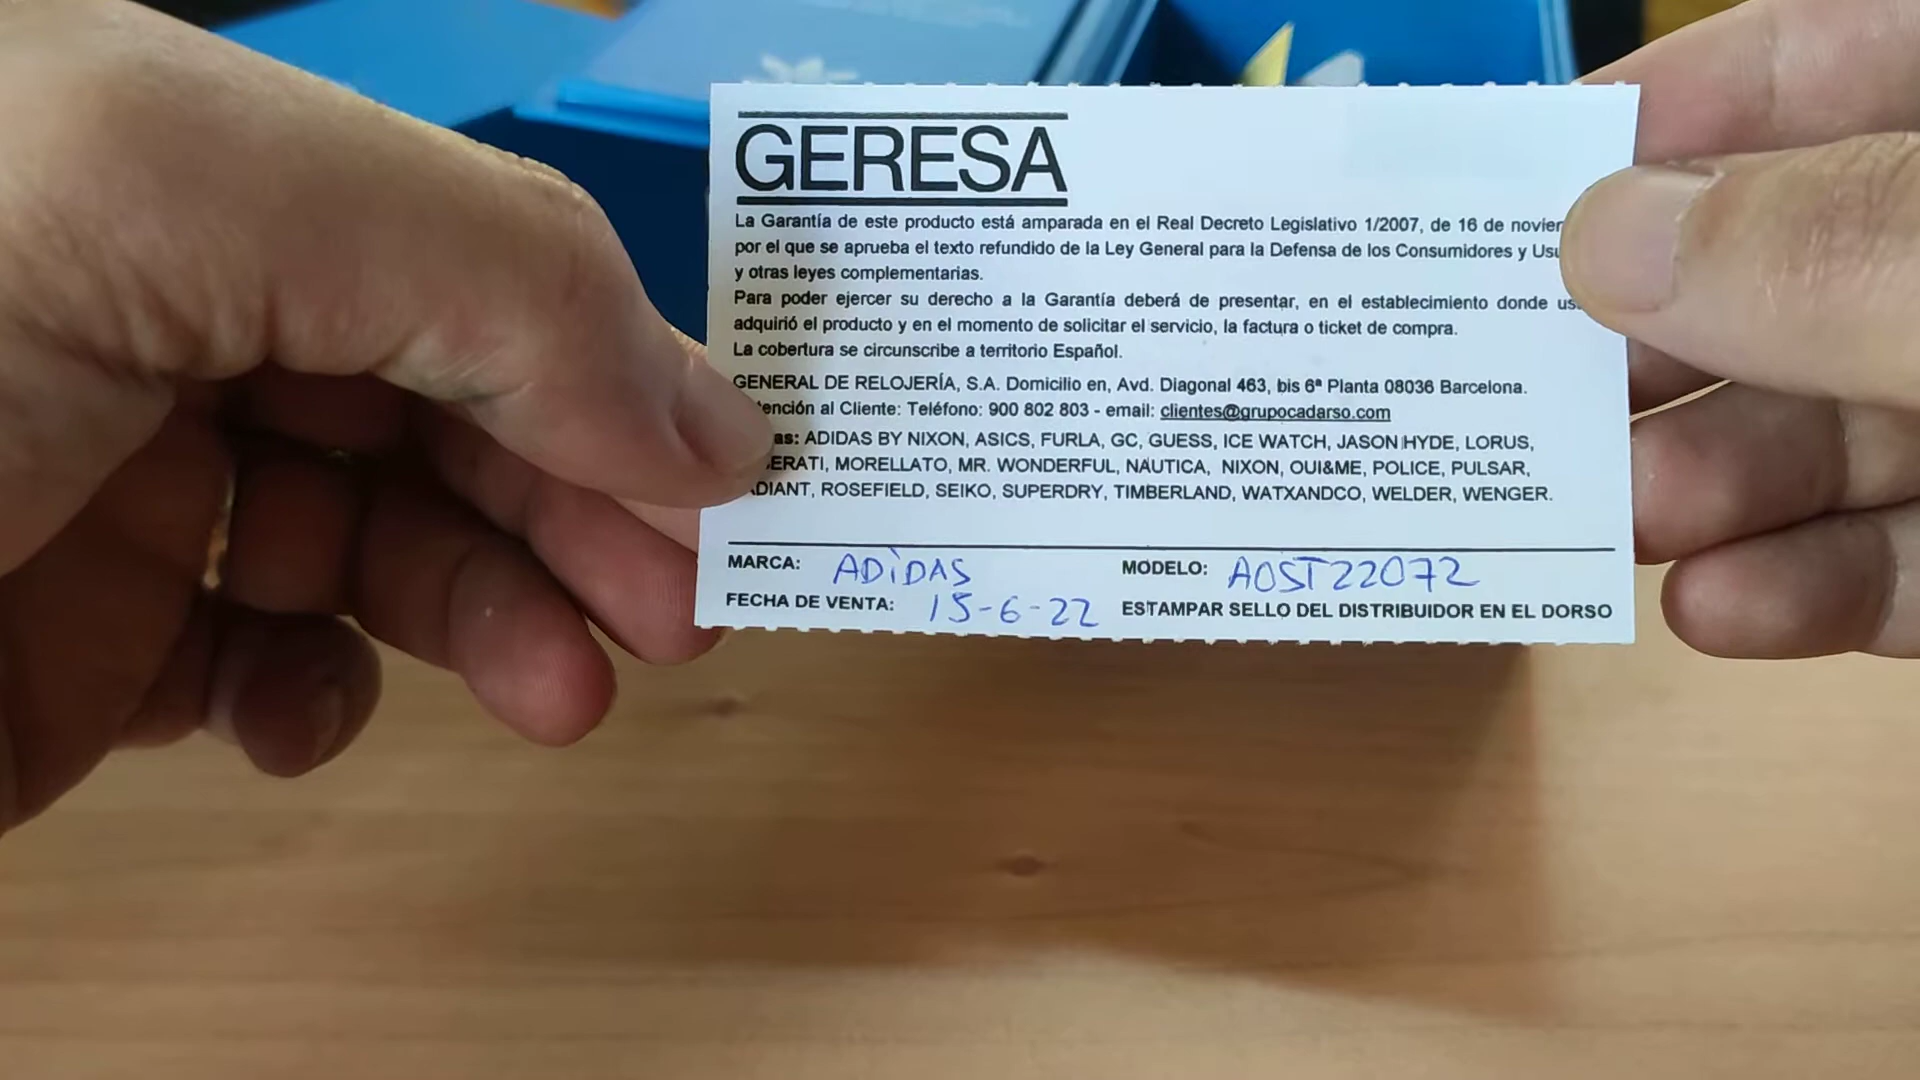 GERESA
La Garantía de este producto está amparada en el Real Decreto Legislativo 1/2007, de 16 de
por el que se aprueba el texto refundido de la Ley General para la Defensa de los Consumidores y
y otras leyes complementarias.
Para poder ejercer su derecho a la Garantía deberá de presentar, en el establecimiento donde
adquirió el producto y en el momento de solicitar el servicio, la factura o ticket de compra.
La cobertura se circunscribe a territorio Español.
GENERAL DE RELOJERÍA, S.A. Domicilio en, Avd. Diagonal 463, bis 6ª Planta 08036 Barcelona.
al Cliente: Teléfono: 900 802 803 - email: clientes@grupocadarso.com
ADIDAS BY NIXON, ASICS, FURLA, GC, GUESS, ICE WATCH, JASON HYDE, LORUS,
MORELLATO, MR. WONDERFUL, NAUTICA, NIXON, OUI&ME, POLICE, PULSAR,
ROSEFIELD, SEIKO, SUPERDRY, TIMBERLAND, WATXANDCO, WELDER, WENGER.
MARCA: ADIDAS MODELO: AOST22072
FECHA DE VENTA: 15-6-22 ESTAMPAR SELLO DEL DISTRIBUIDOR EN EL DORSO